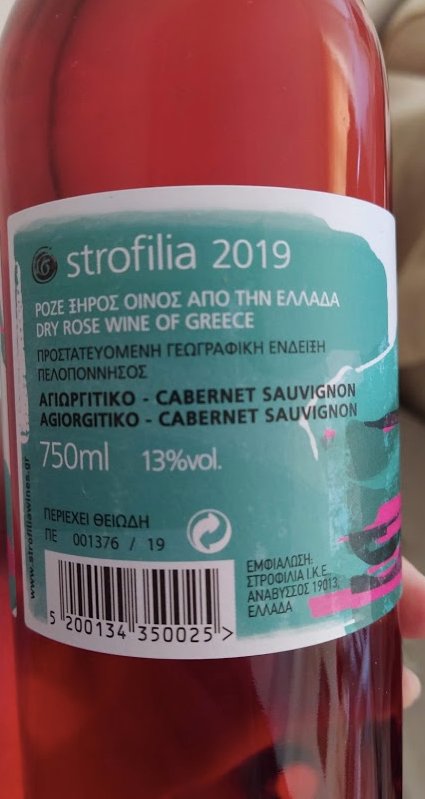 strofilia 2019
ΡΟΖΕ ΞΗΡΟΣ ΟΙΝΟΣ ΑΠΟ ΤΗΝ ΕΛΛΑΔΑ
DRY ROSE WINE OF GREECE
ΠΡΟΣΤΑΤΕΥΟΜΕΝΗ ΓΕΩΓΡΑΦΙΚΗ ΕΝΔΕΙΞΗ
ΠΕΛΟΠΟΝΝΗΣΟΣ
ΑΓΙΩΡΓΙΤΙΚΟ - CABERNET SAUVIGNON
AGIORGITIKO - CABERNET SAUVIGNON
750ml 13%vol.
ΠΕΡΙΕΧΕΙ ΘΕΙΩΔΗ
ΠΕ 001376 / 19
www.strofiliawines.gr
5 200134 350025 >
ΕΜΦΙΑΛΩΣΗ:
ΣΤΡΟΦΙΛΙΑ Ι.Κ.Ε.
ΑΝΑΒΥΣΣΟΣ 19013,
ΕΛΛΑΔΑ